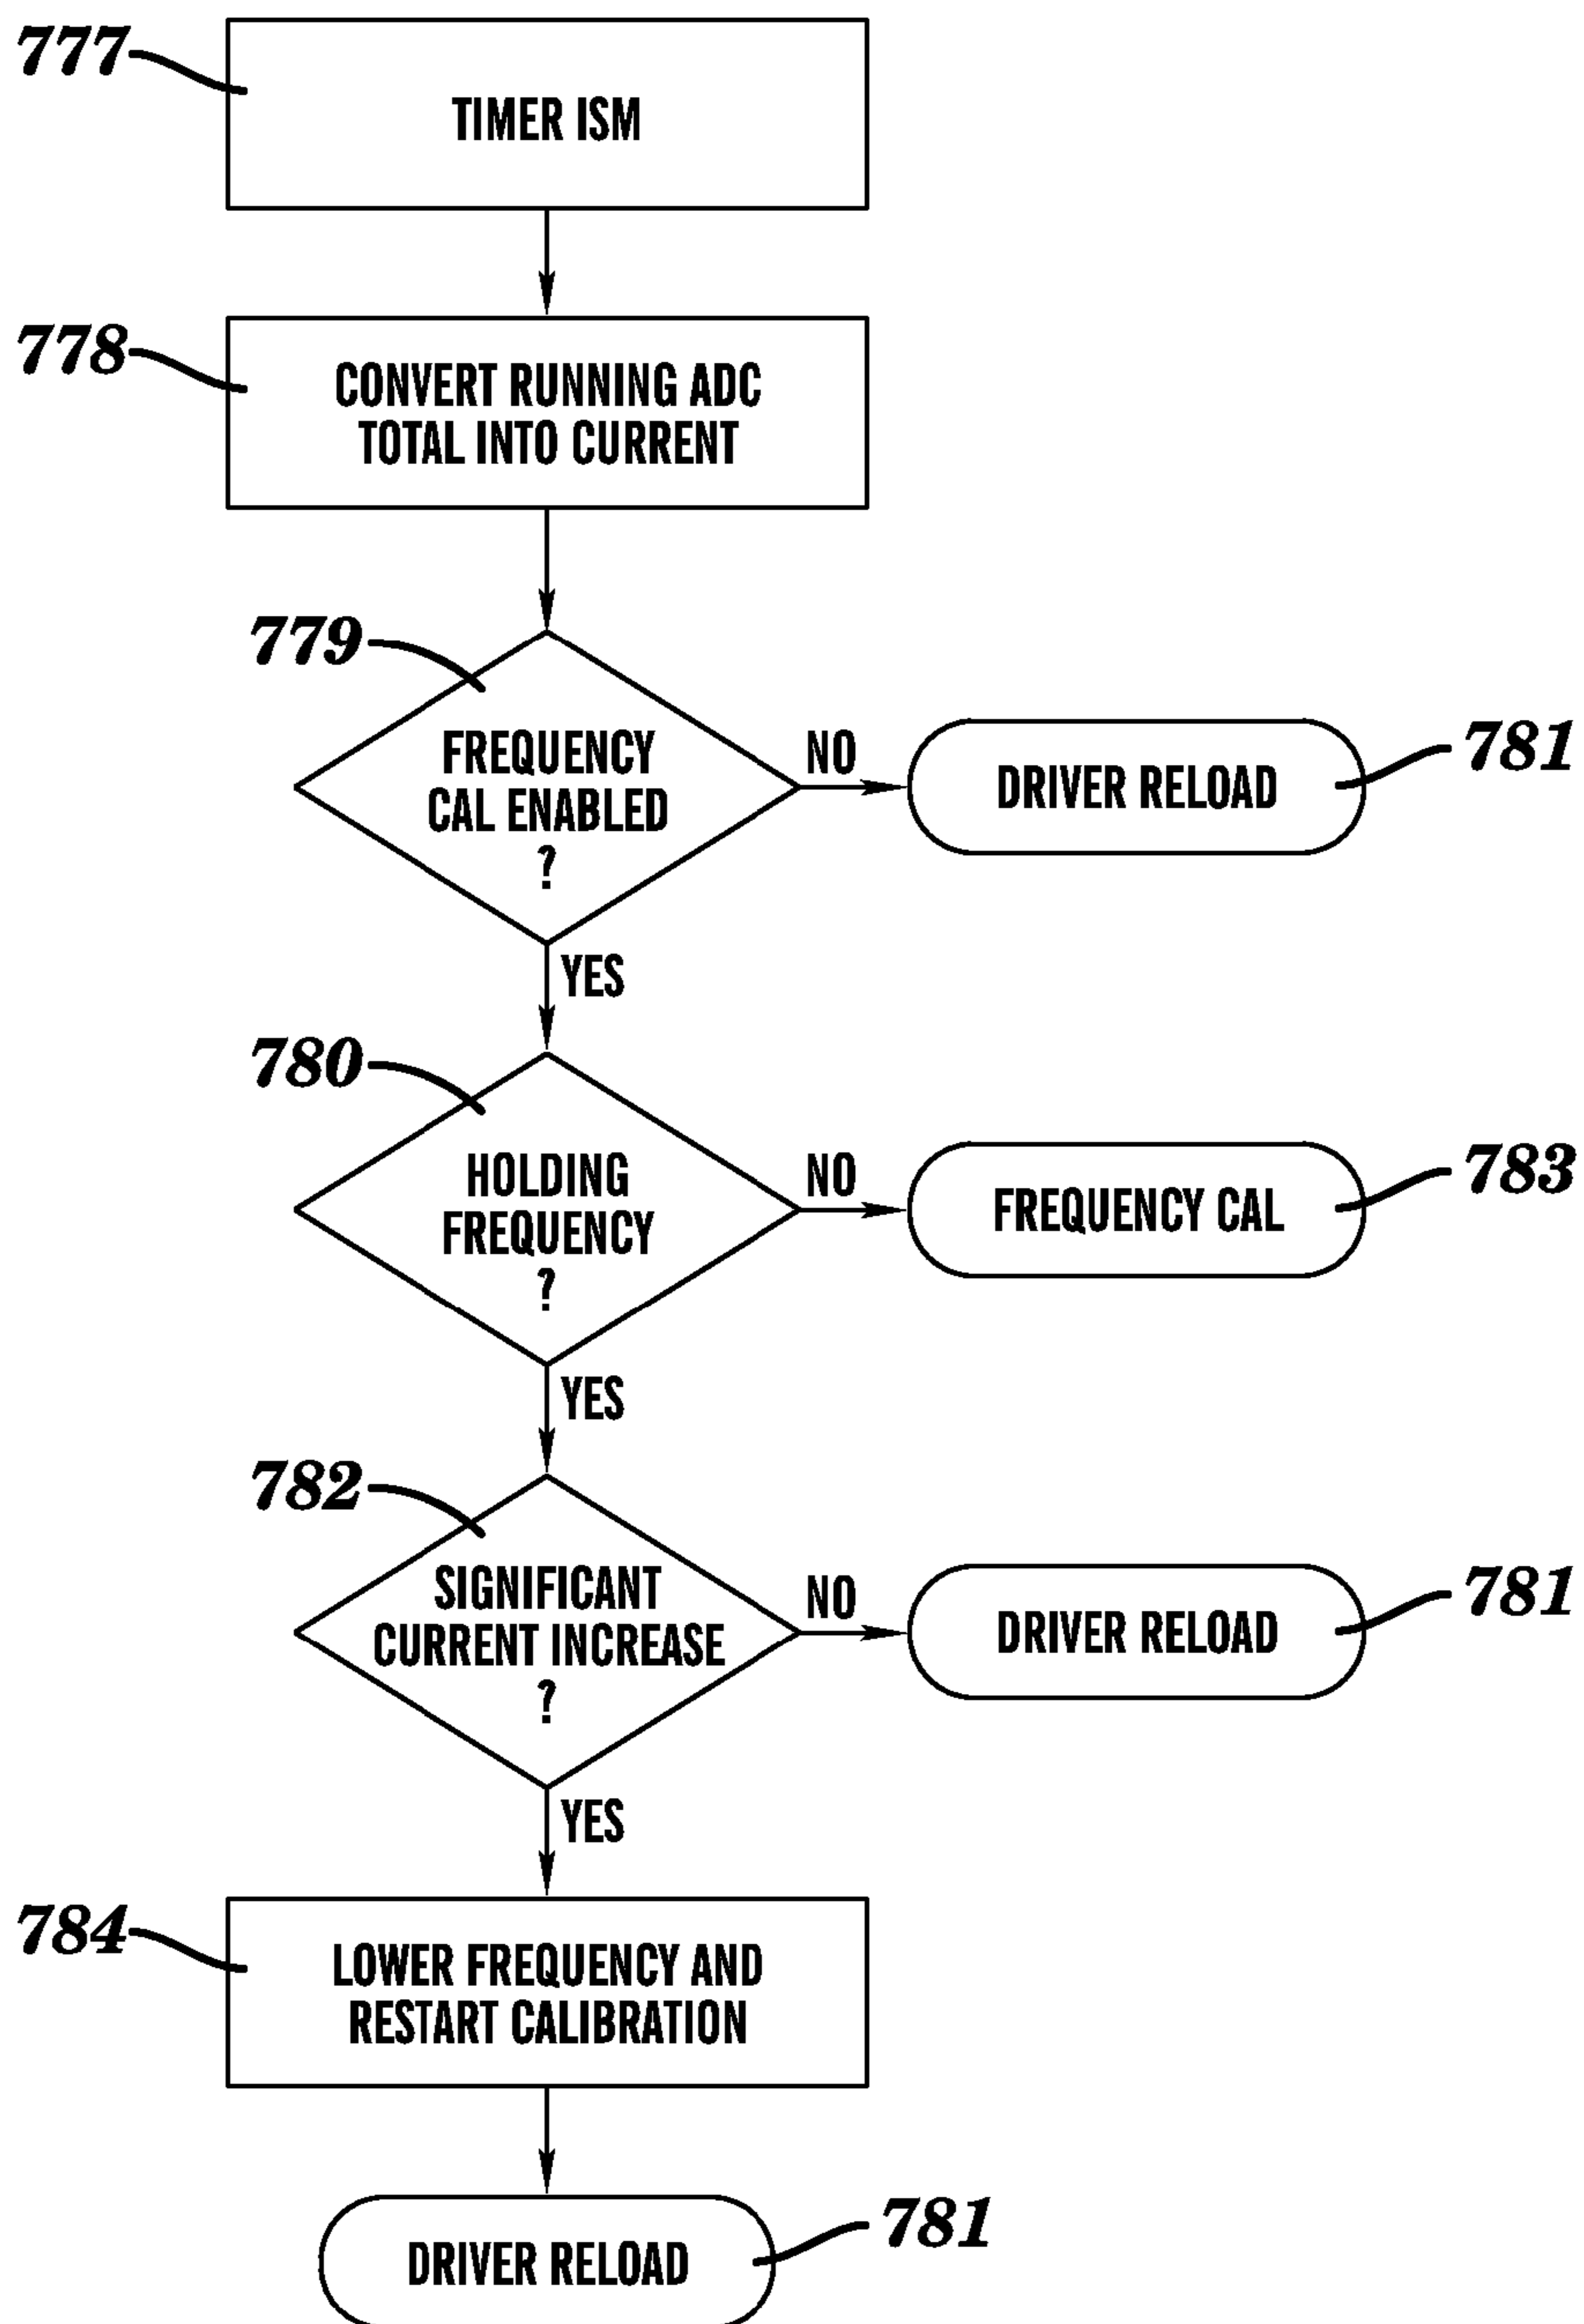 777
TIMER ISM
778
CONVERT RUNNING ADC
TOTAL INTO CURRENT
779
FREQUENCY
CAL ENABLED
?
NO
DRIVER RELOAD
781
YES
780
HOLDING
FREQUENCY
?
NO
FREQUENCY CAL
783
YES
782
SIGNIFICANT
CURRENT INCREASE
?
NO
DRIVER RELOAD
781
YES
784
LOWER FREQUENCY AND
RESTART CALIBRATION
DRIVER RELOAD
781